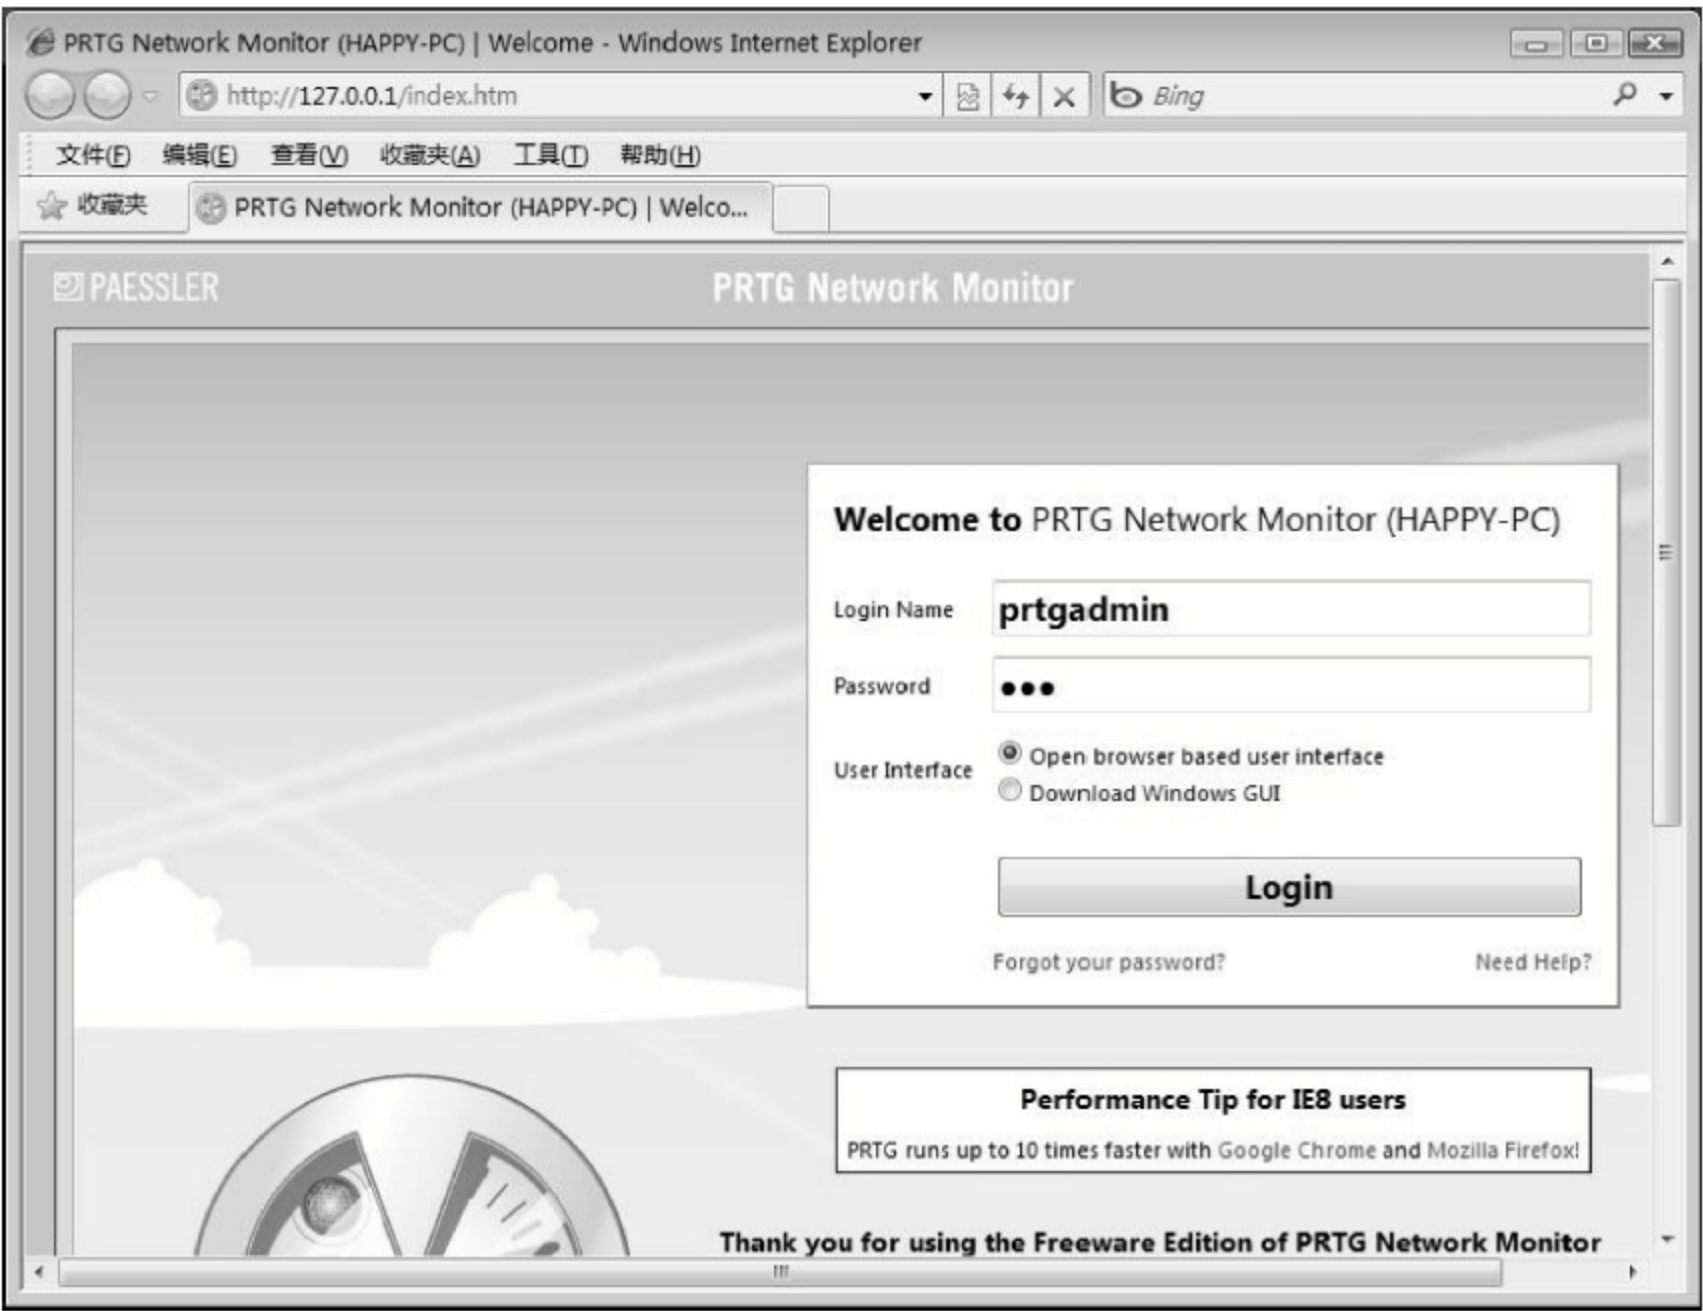 PRTG Network Monitor (HAPPY-PC) | Welcome - Windows Internet Explorer
http://127.0.0.1/index.htm
Bing
文件(F) 编辑(E) 查看(V) 收藏夹(A) 工具(T) 帮助(H)
收藏夹
PRTG Network Monitor (HAPPY-PC) | Welco...
PAESSLER
PRTG Network Monitor
Welcome to PRTG Network Monitor (HAPPY-PC)
Login Name
prtgadmin
Password
●●●
User Interface
Open browser based user interface
Download Windows GUI
Login
Forgot your password?
Need Help?
Performance Tip for IE8 users
PRTG runs up to 10 times faster with Google Chrome and Mozilla Firefox!
Thank you for using the Freeware Edition of PRTG Network Monitor